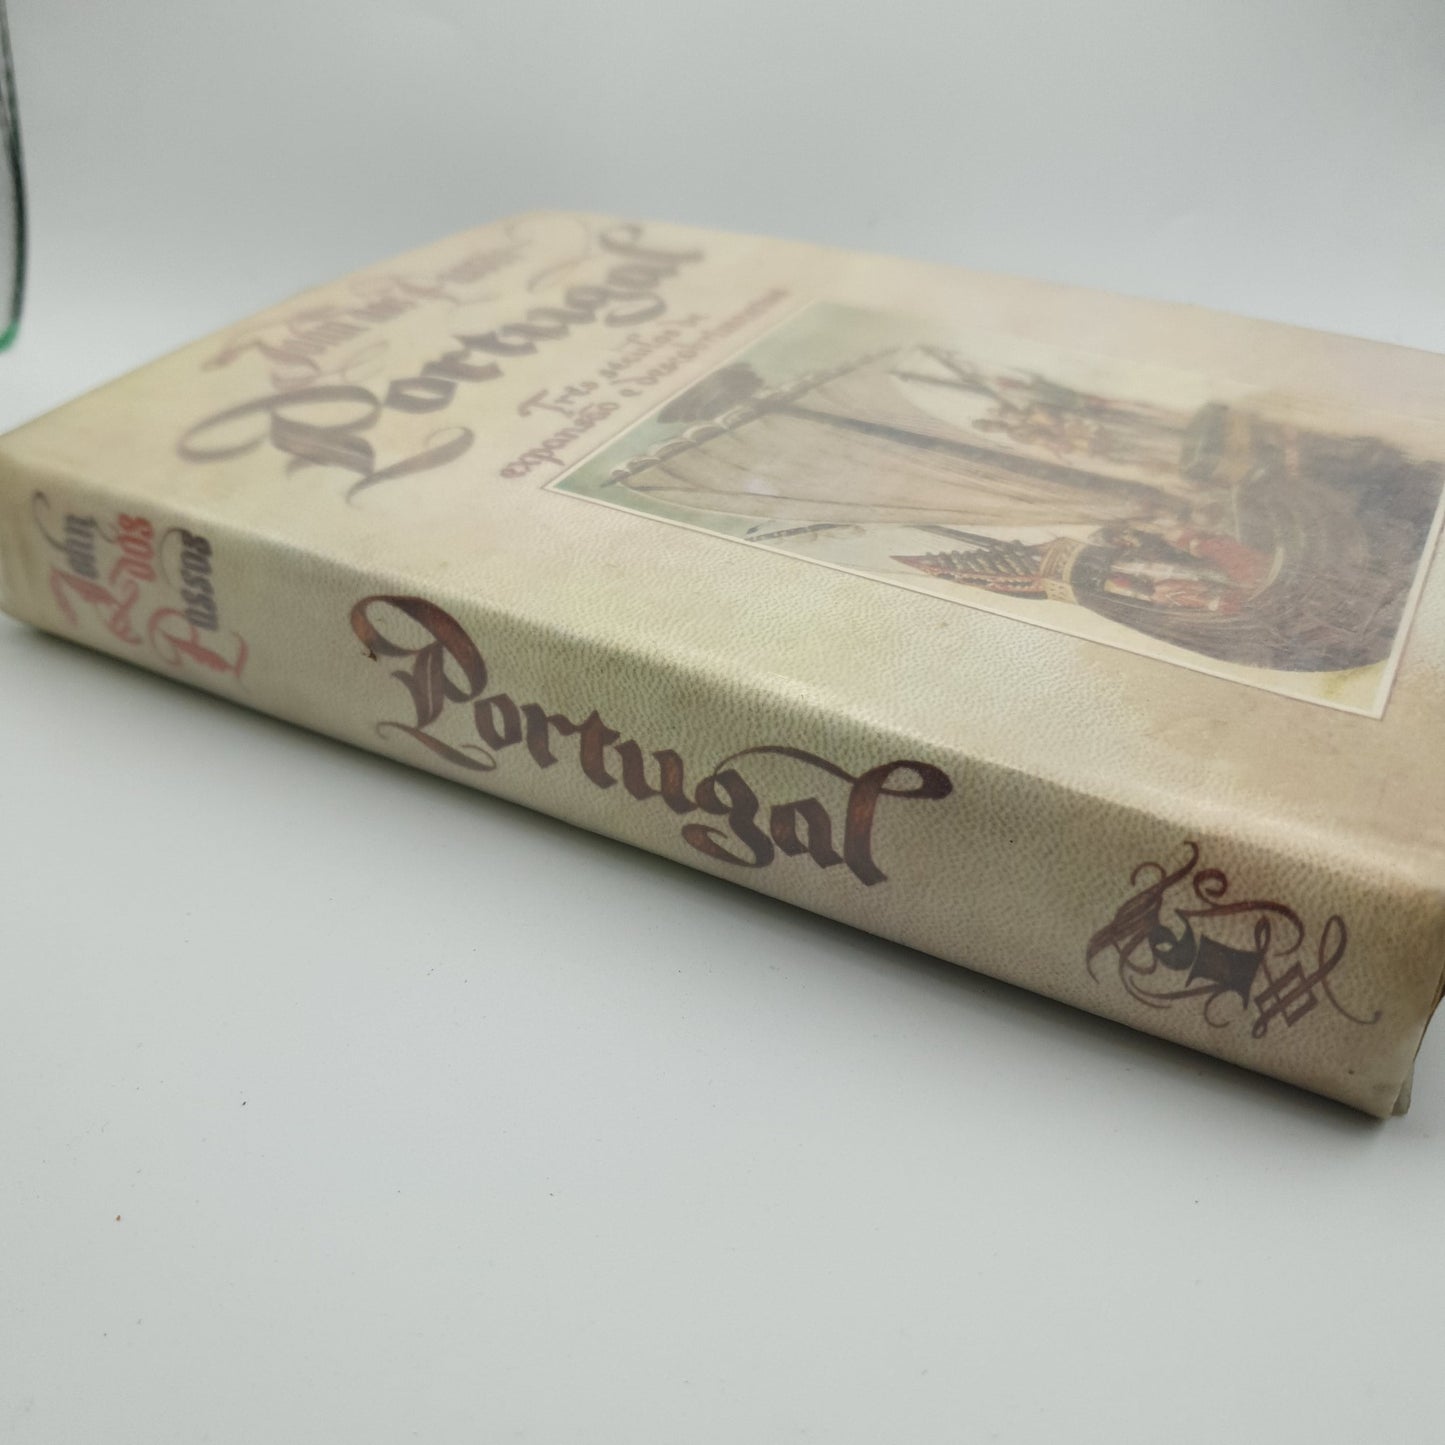 John dos Passos
Portugal
Três séculos de
expansão e descobrimentos
John
dos
Passos
Portugal